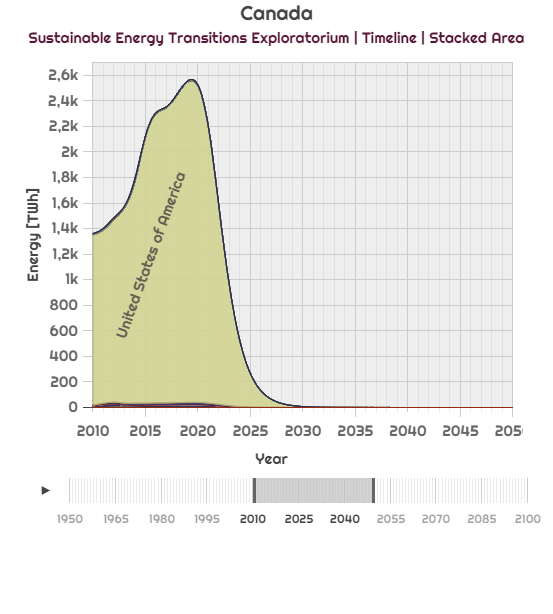 Canada
Sustainable Energy Transitions Exploratorium | Timeline | Stacked Area
2,6k
2,4k
2,2k
2k
1,8k
1,6k
1,4k
1,2k
1k
800
600
400
200
0
Energy [TWh]
United States of America
2010 2015 2020 2025 2030 2035 2040 2045 205
Year
1950 1965 1980 1995 2010 2025 2040 2055 2070 2085 2100